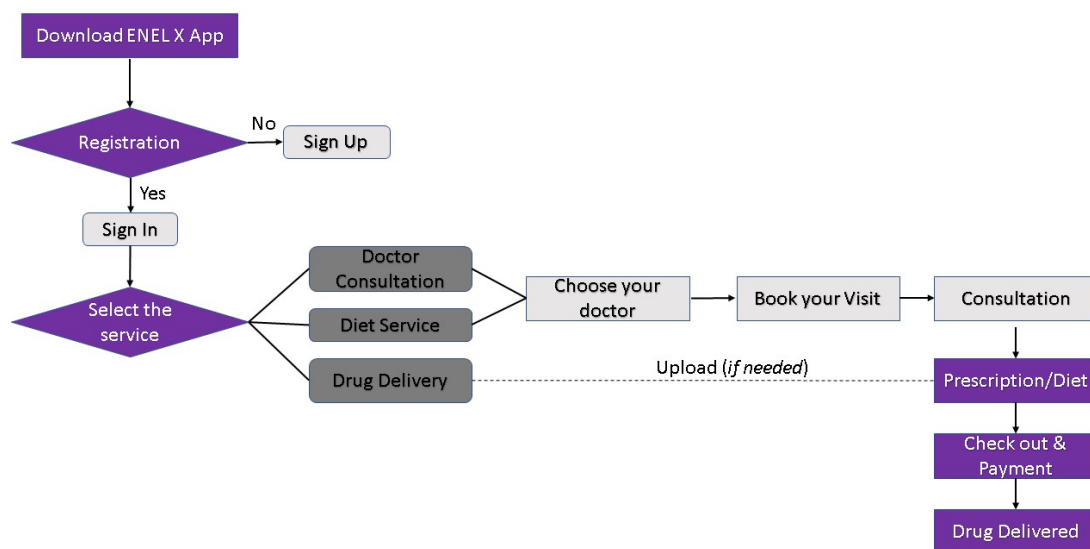 Download ENEL X App
Registration
No
Sign Up
Yes
Sign In
Select the
service
Doctor
Consultation
Diet Service
Drug Delivery
Choose your
doctor
Book your Visit
Consultation
Upload (if needed)
Prescription/Diet
Check out &
Payment
Drug Delivered